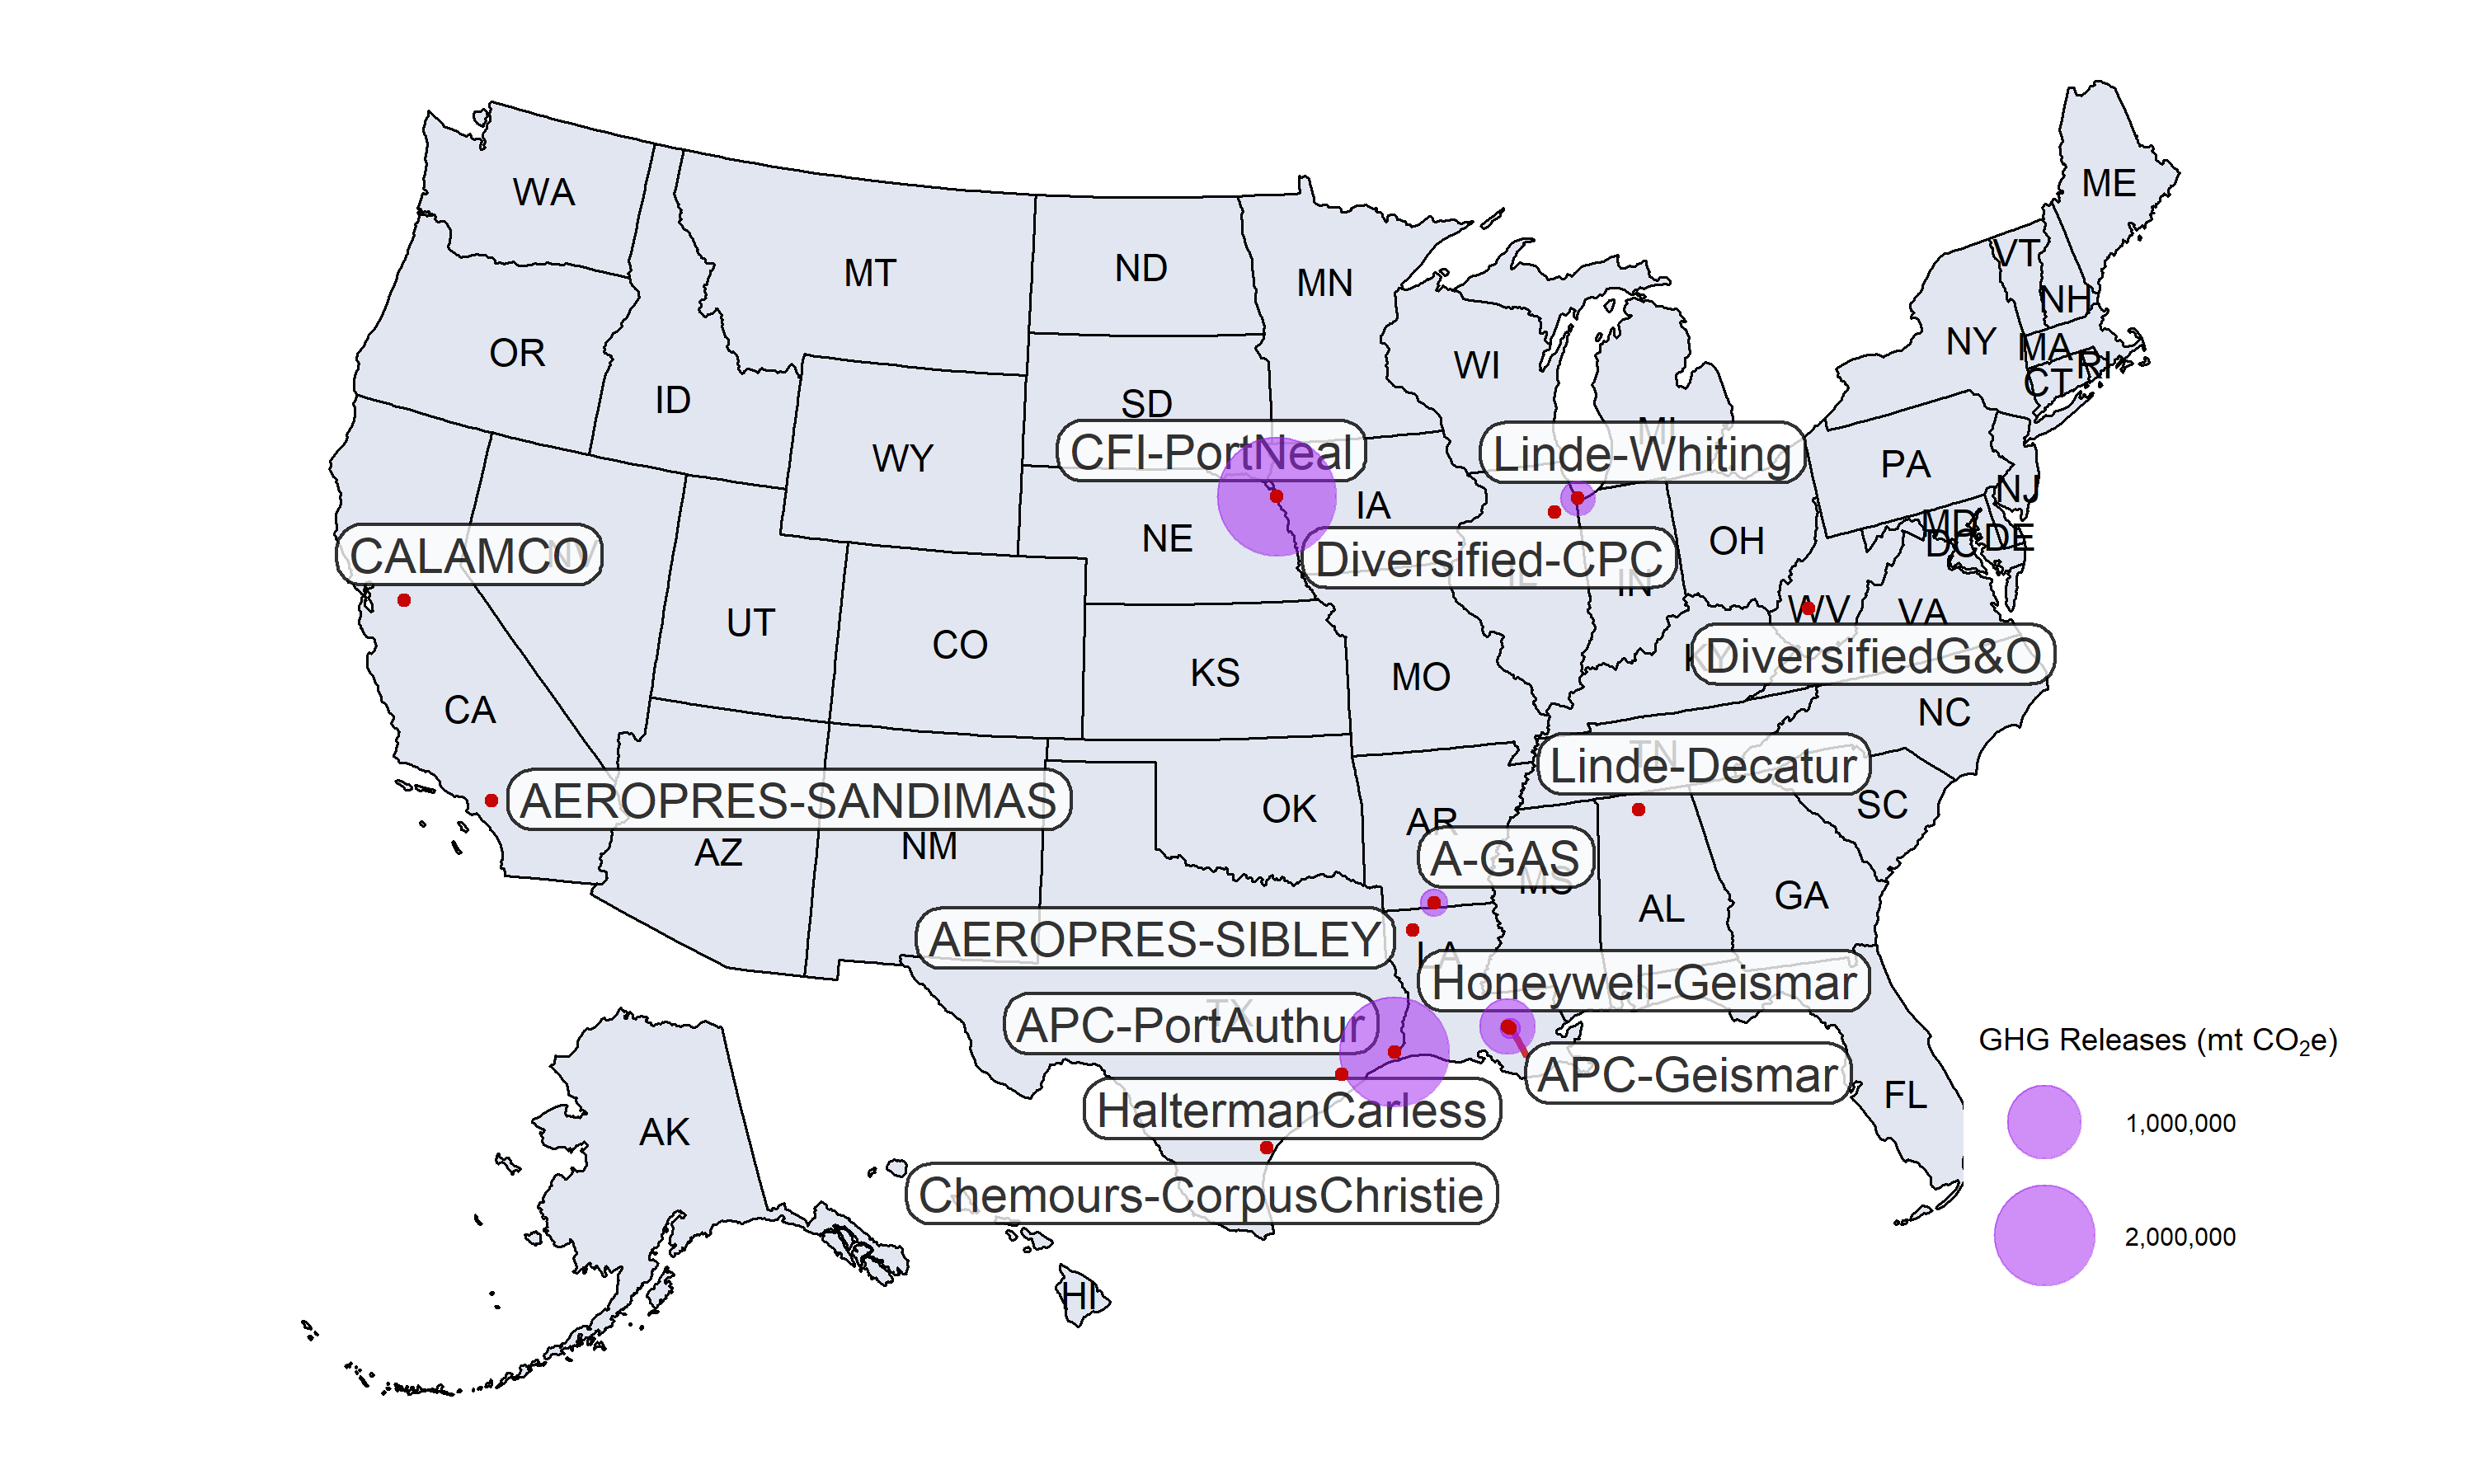 WA
ME
MT
ND
MN
VT
NH
OR
ID
SD
WI
NY
MA
RI
CT
MI
WY
CFI-PortNeal
Linde-Whiting
PA
NJ
IA
NE
OH
MD
DC
DE
CALAMCO
NV
Diversified-CPC
IL
IN
UT
CO
KS
MO
WV
VA
KY
DiversifiedG&O
CA
NC
TN
Linde-Decatur
AEROPRES-SANDIMAS
OK
AR
SC
AZ
NM
A-GAS
MS
AL
GA
AEROPRES-SIBLEY
LA
Honeywell-Geismar
TX
APC-PortAuthur
APC-Geismar
GHG Releases (mt CO₂e)
1,000,000
2,000,000
FL
HaltermanCarless
AK
Chemours-CorpusChristie
HI